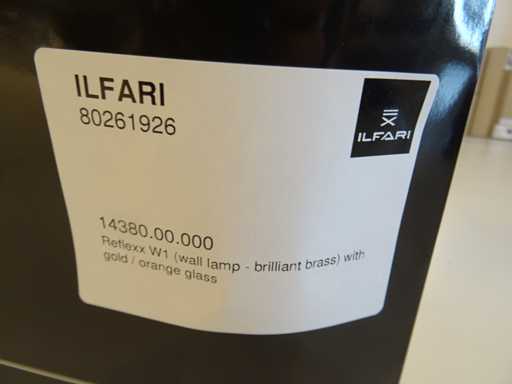 ILFARI
80261926
ILFARI
14380.00.000
Reflexx W1 (wall lamp - brilliant brass) with
gold / orange glass